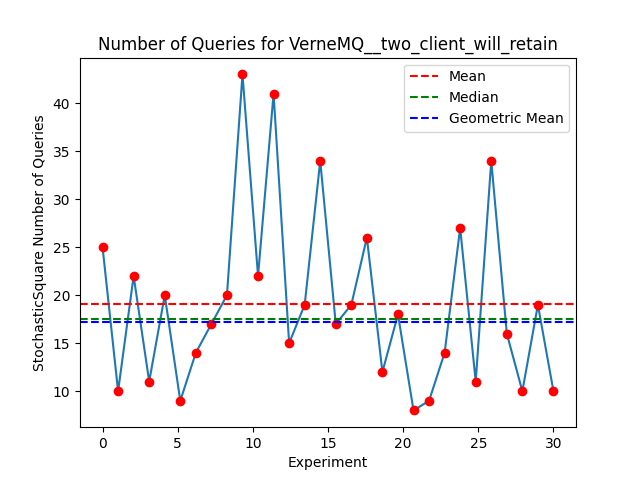 Number of Queries for VerneMQ__two_client_will_retain
Mean
Median
Geometric Mean
StochasticSquare Number of Queries
40
35
30
25
20
15
10
0
5
10
15
20
25
30
Experiment